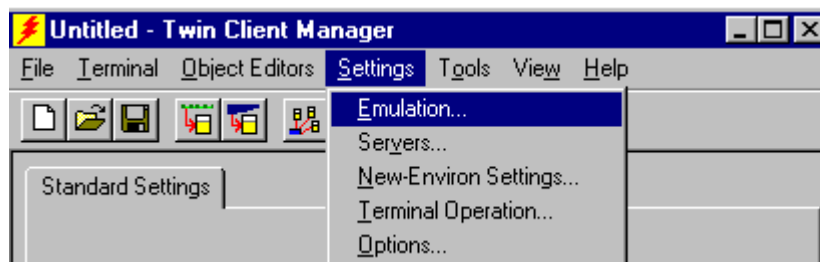 Untitled - Twin Client Manager
File Terminal Object Editors Settings Tools View Help
Emulation...
Servers...
New-Environ Settings...
Terminal Operation...
Options...
Standard Settings